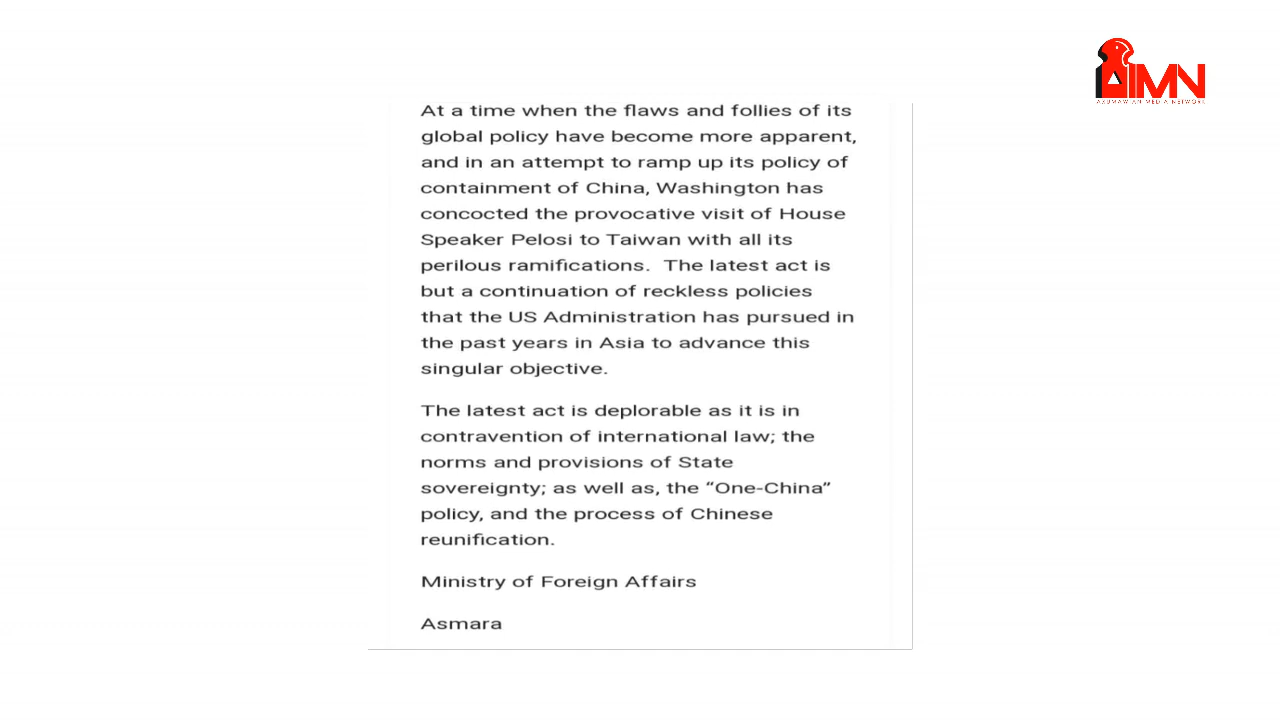 AIMN
AXUMAWIAN MEDIA NETWORK
At a time when the flaws and follies of its
global policy have become more apparent,
and in an attempt to ramp up its policy of
containment of China, Washington has
concocted the provocative visit of House
Speaker Pelosi to Taiwan with all its
perilous ramifications.  The latest act is
but a continuation of reckless policies
that the US Administration has pursued in
the past years in Asia to advance this
singular objective.
The latest act is deplorable as it is in
contravention of international law; the
norms and provisions of State
sovereignty; as well as, the “One-China”
policy, and the process of Chinese
reunification.
Ministry of Foreign Affairs
Asmara